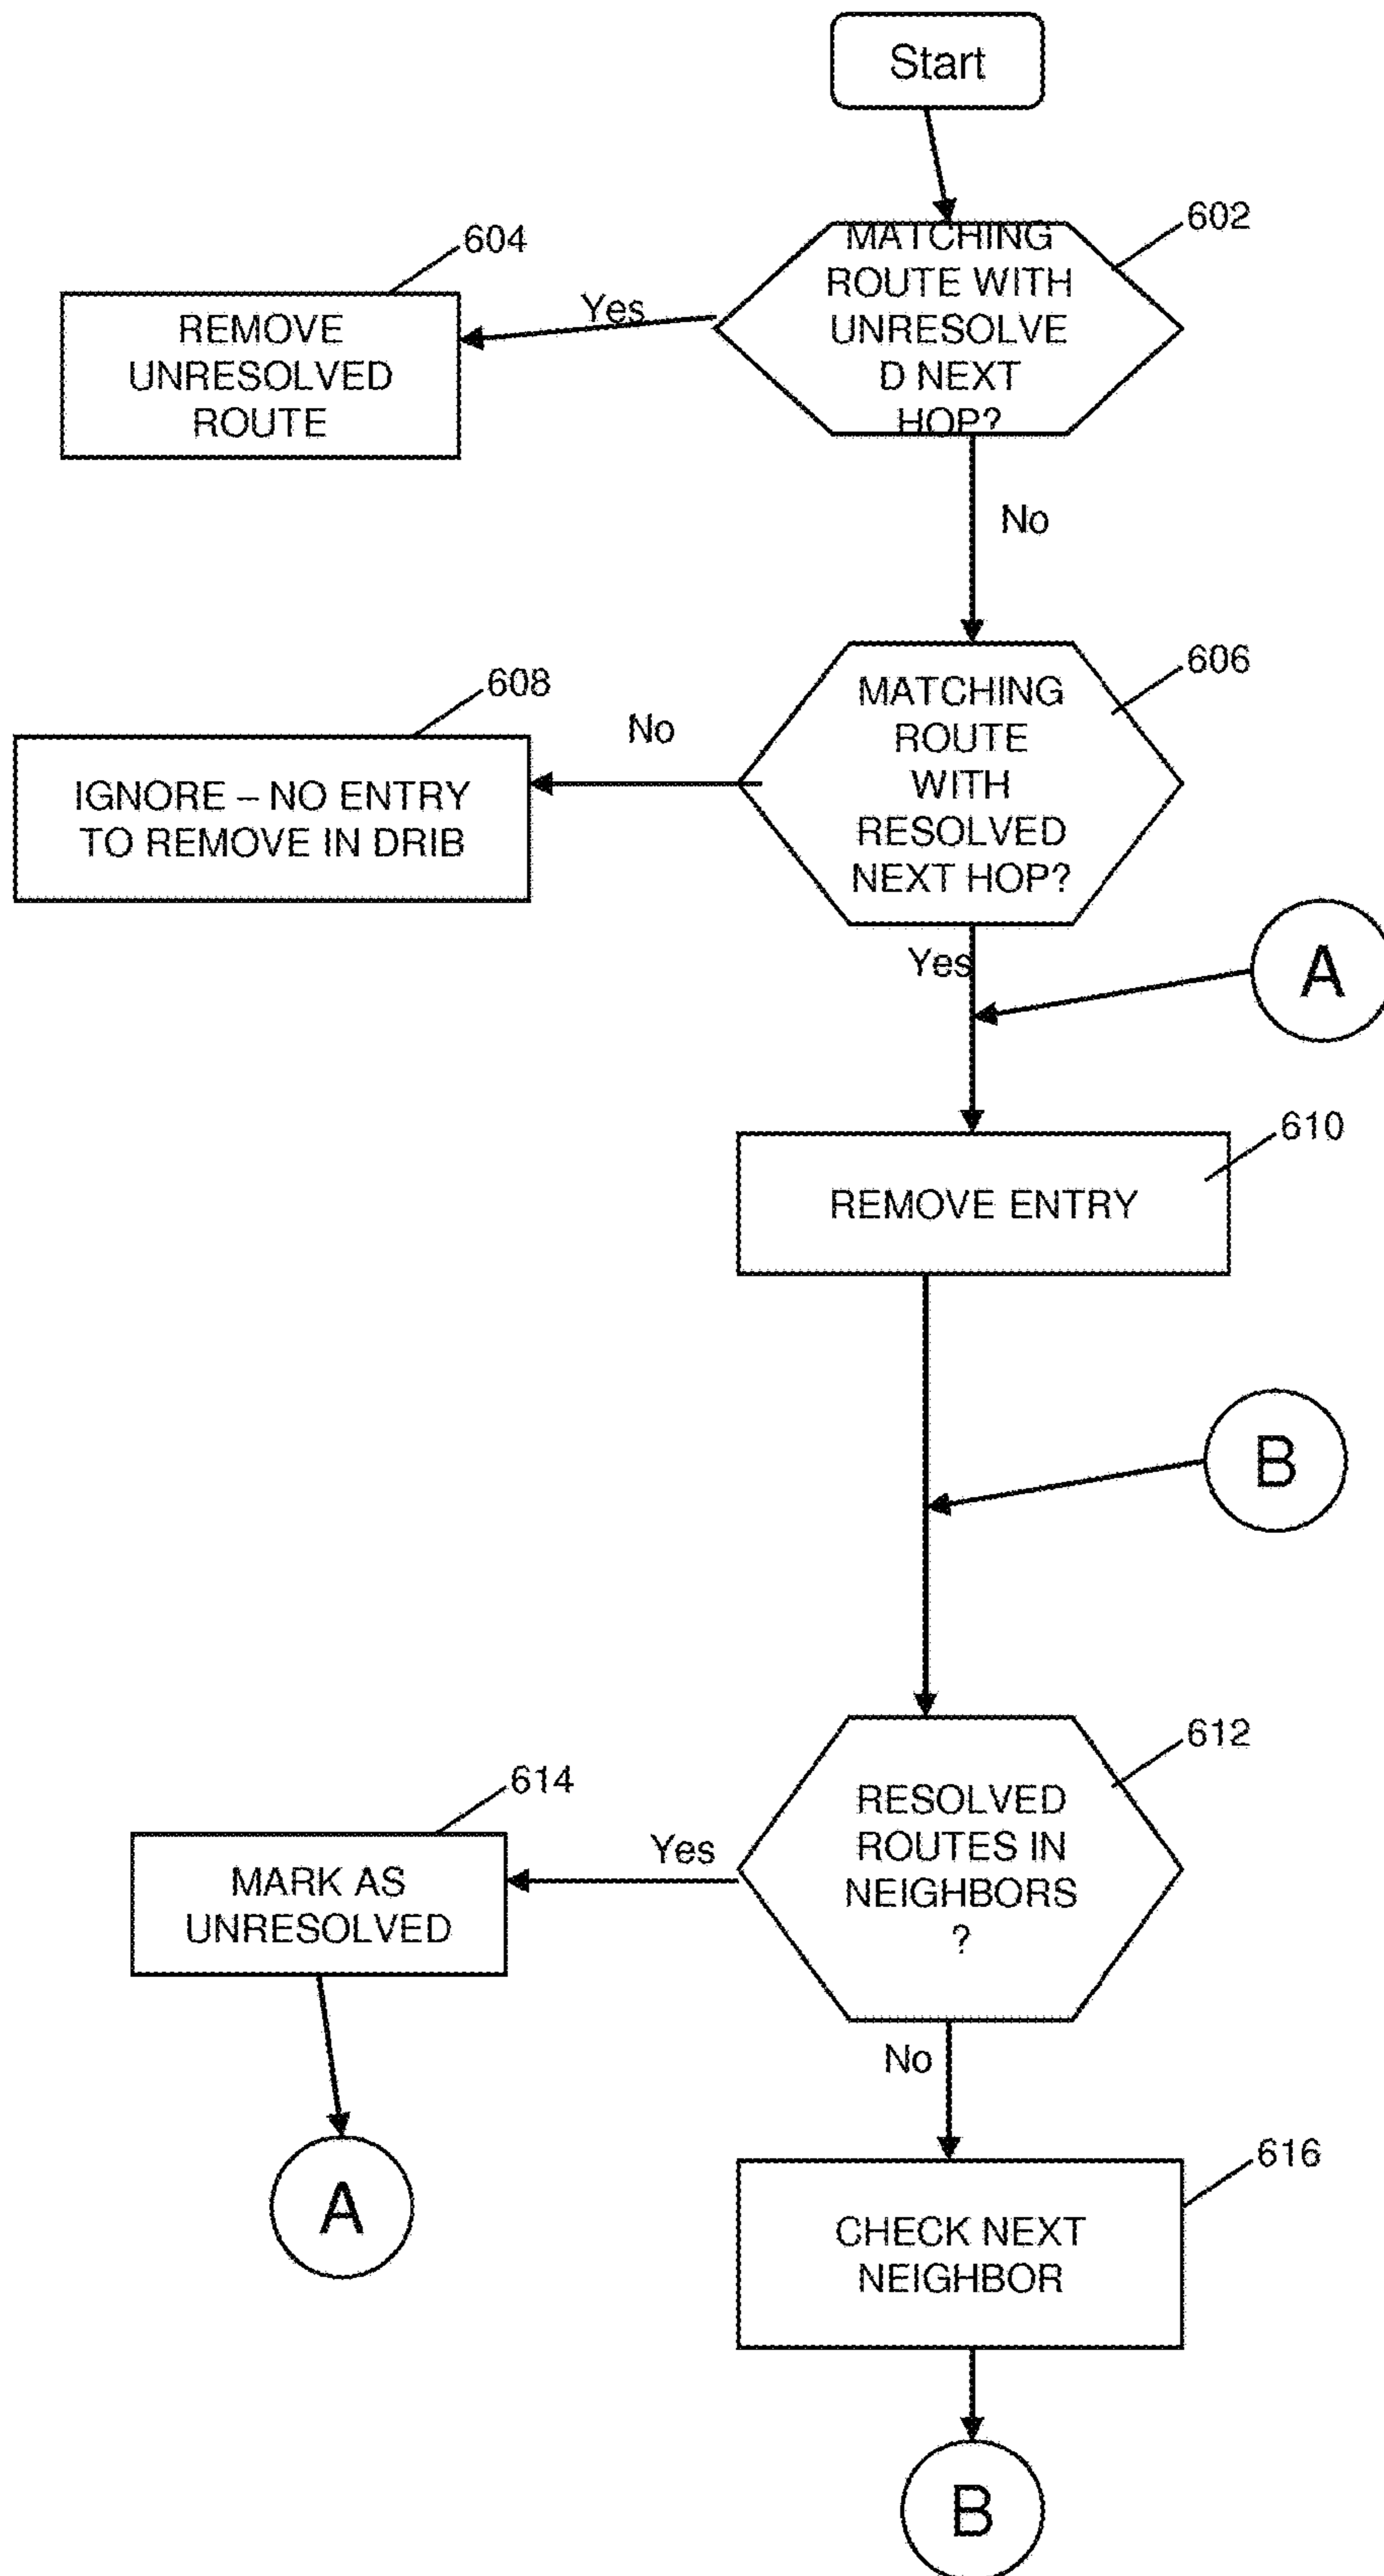 Start
602
MATCHING
ROUTE WITH
UNRESOLVE
D NEXT
HOP?
Yes
604
REMOVE
UNRESOLVED
ROUTE
No
606
MATCHING
ROUTE
WITH
RESOLVED
NEXT HOP?
No
608
IGNORE – NO ENTRY
TO REMOVE IN DRIB
Yes
A
610
REMOVE ENTRY
B
612
RESOLVED
ROUTES IN
NEIGHBORS
?
Yes
614
MARK AS
UNRESOLVED
A
No
616
CHECK NEXT
NEIGHBOR
B